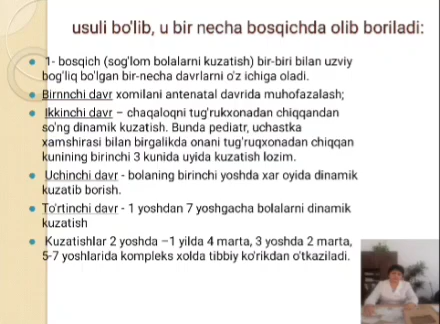 usuli bo'lib, u bir necha bosqichda olib boriladi:
1- bosqich (sog'lom bolalarni kuzatish) bir-biri bilan uzviy
bog'liq bo'lgan bir-necha davrlarni o'z ichiga oladi.
Birnnchi davr xomilani antenatal davrida muhofazalash;
Ikkinchi davr – chaqaloqni tug'rukxonadan chiqqandan
so'ng dinamik kuzatish. Bunda pediatr, uchastka
xamshirasi bilan birgalikda onani tug'ruqxonadan chiqqan
kunining birinchi 3 kunida uyida kuzatish lozim.
Uchinchi davr - bolaning birinchi yoshda xar oyida dinamik
kuzatib borish.
To'rtinchi davr - 1 yoshdan 7 yoshgacha bolalarni dinamik
kuzatish
Kuzatishlar 2 yoshda –1 yilda 4 marta, 3 yoshda 2 marta,
5-7 yoshlarida kompleks xolda tibbiy ko'rikdan o'tkaziladi.